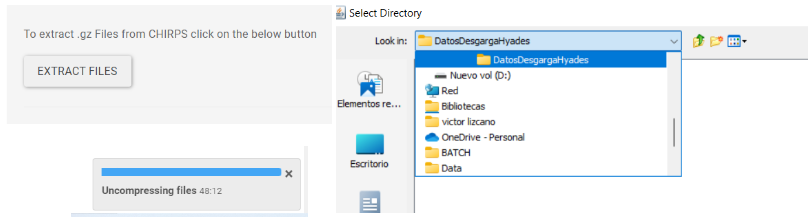 To extract .gz Files from CHIRPS click on the below button
EXTRACT FILES
Uncompressing files 48:12
Select Directory
Look in: DatosDesgargaHyades
DatosDesgargaHyades
Nuevo vol (D:)
Red
Bibliotecas
victor lizcano
OneDrive - Personal
BATCH
Data
Elementos re...
Escritorio